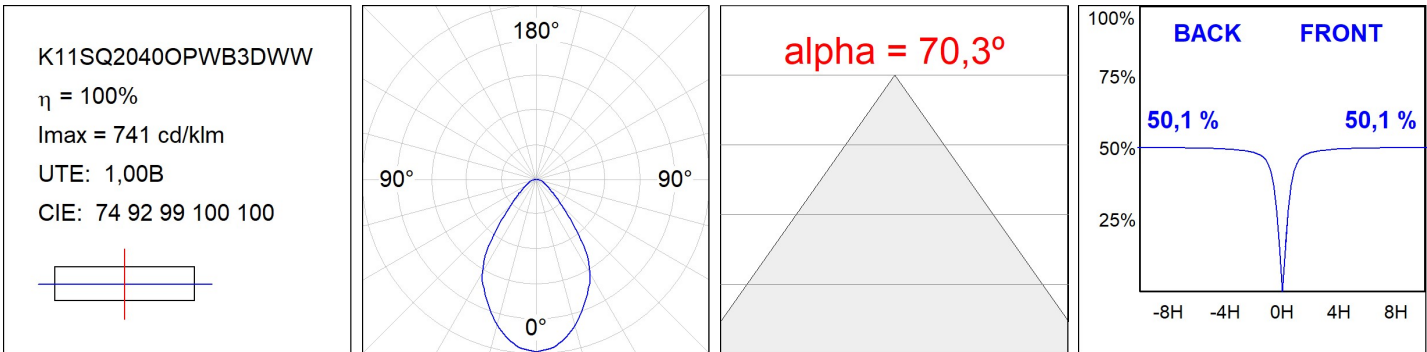 K11SQ2040OPWB3DWW
η = 100%
Imax = 741 cd/klm
UTE: 1,00B
CIE: 74 92 99 100 100
180°
90° 90°
0°
alpha = 70,3º
100%
BACK FRONT
75%
50,1 % 50,1 %
50%
25%
-8H -4H 0H 4H 8H